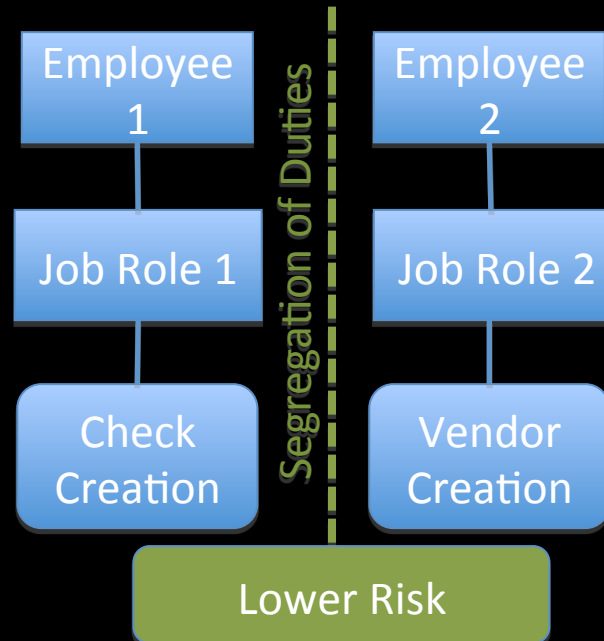 Employee
1
Employee
2
Segregation of Duties
Job Role 1
Job Role 2
Check
Creation
Vendor
Creation
Lower Risk